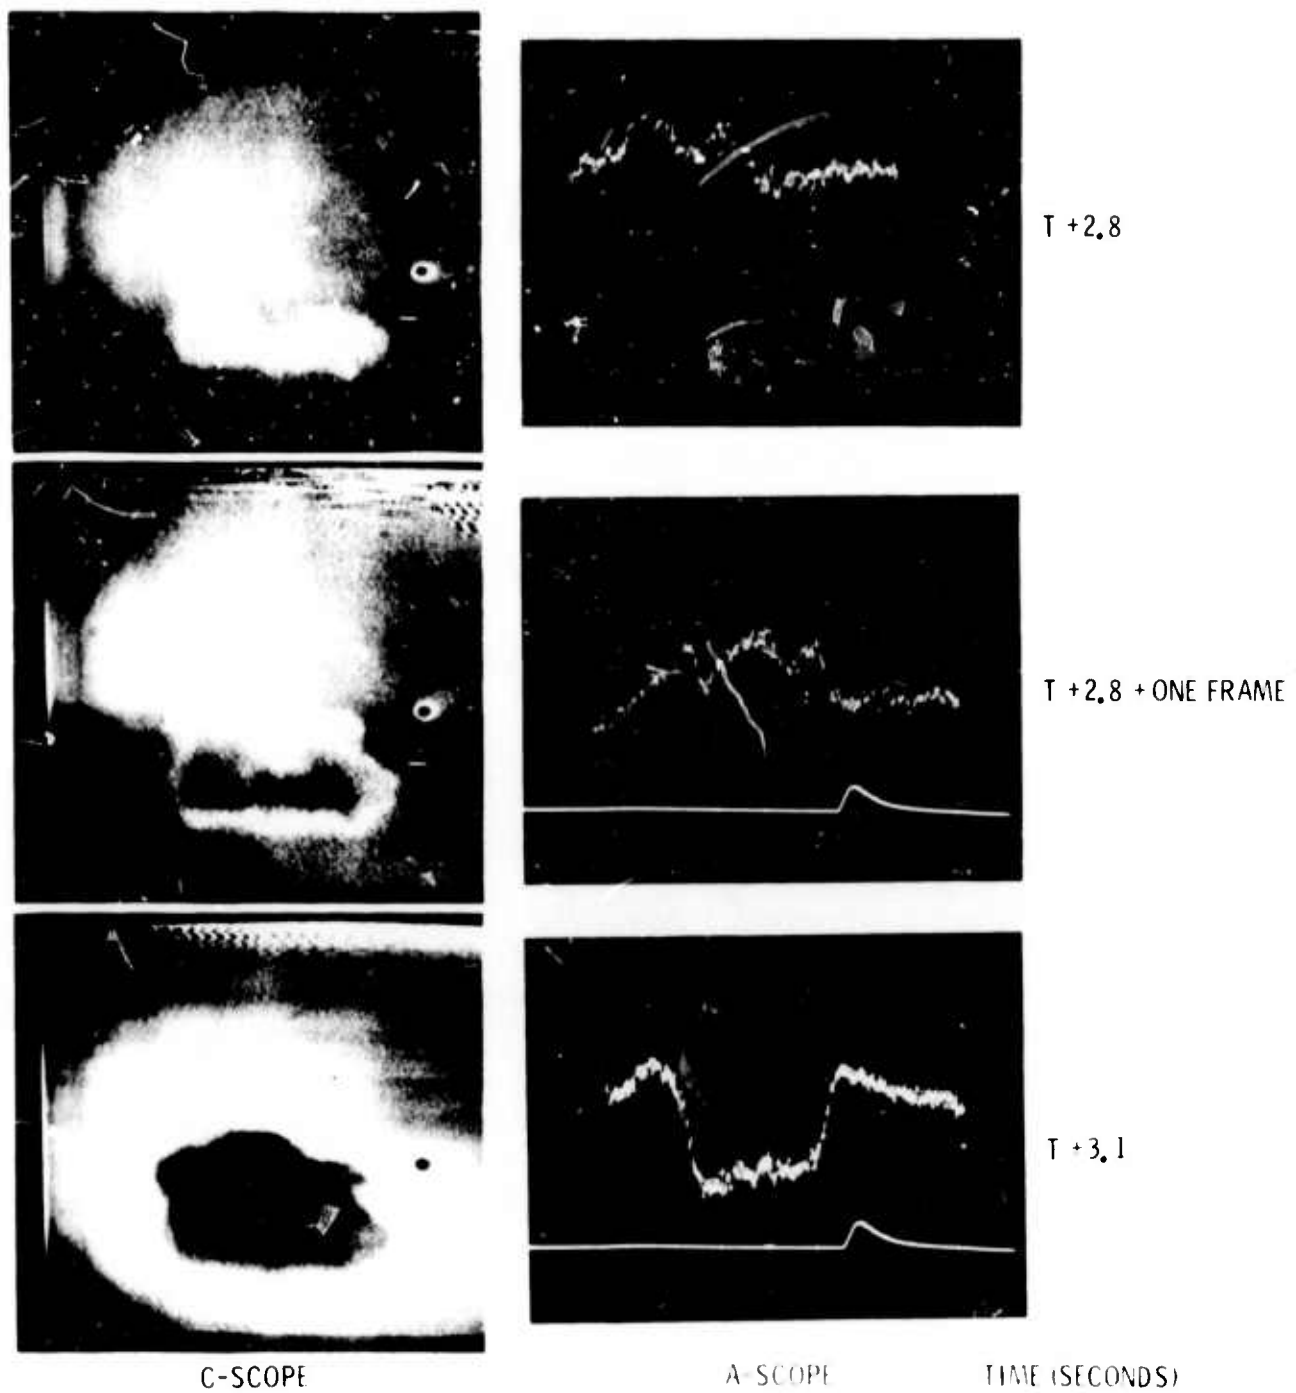 T +2.8
T +2.8 + ONE FRAME
T +3.1
C-SCOPE
A-SCOPE
TIME (SECONDS)